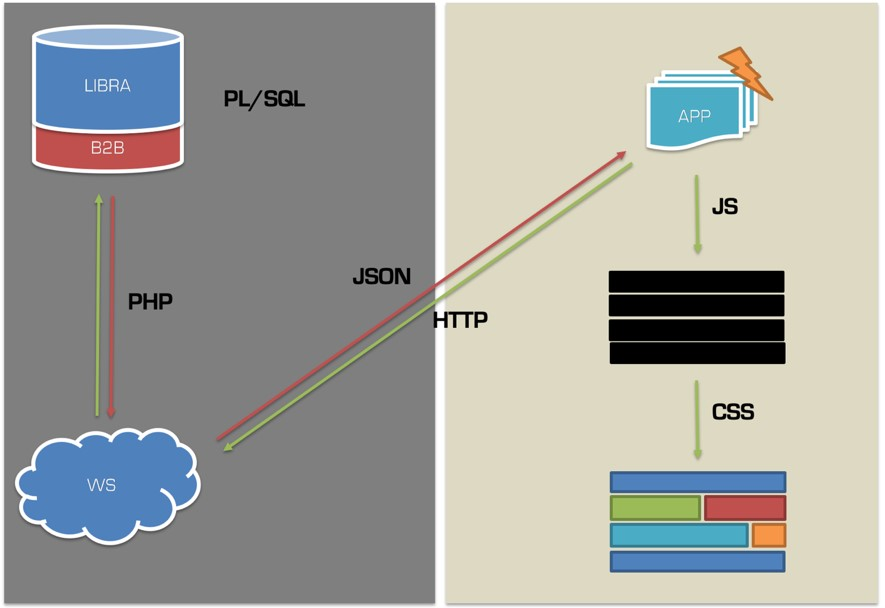 LIBRA
B2B
PL/SQL
PHP
WS
JSON
HTTP
APP
JS
CSS